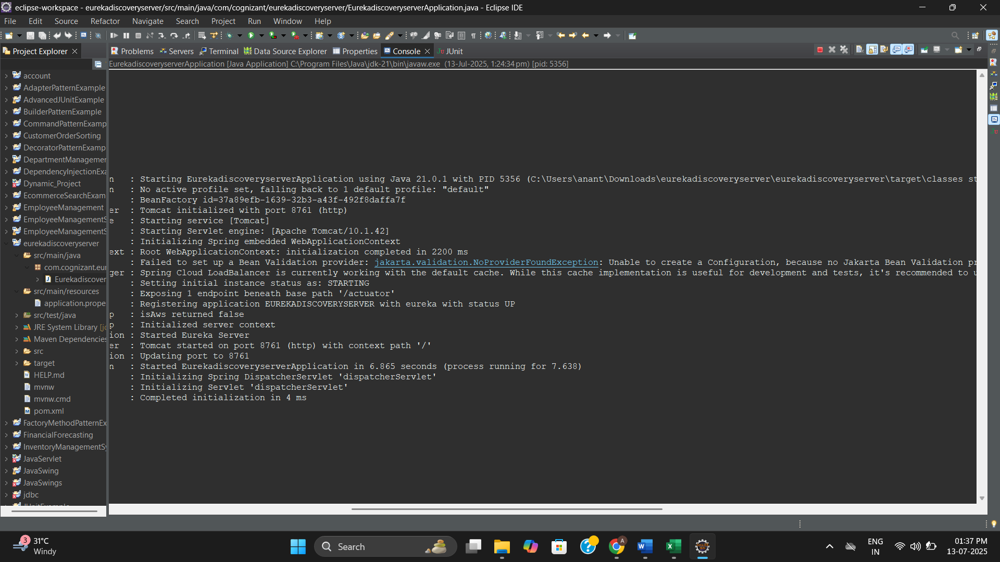 eclipse-workspace - eurekadiscoveryserver/src/main/java/com/cognizant/eurekadiscoveryserver/EurekadiscoveryserverApplication.java - Eclipse IDE
File Edit Source Refactor Navigate Search Project Run Window Help
Project Explorer
Problems Servers Terminal Data Source Explorer Properties Console JUnit
EurekadiscoveryserverApplication [Java Application] C:\Program Files\Java\jdk-21\bin\javaw.exe (13-Jul-2025, 1:24:34 pm) [pid: 5356]
account
AdapterPatternExample
AdvancedJUnitExample
BuilderPatternExample
CommandPatternExamp
CustomerOrderSorting
DecoratorPatternExamp
DepartmentManagemer
DependencyInjectionExa
Dynamic_Project
EcommerceSearchExam
EmployeeManagement
EmployeeManagementS
EmployeeManagementS
eurekadiscoveryserver
src/main/java
com.cognizant.eur
Eurekadiscover
src/main/resources
application.prope
src/test/java
JRE System Library [jd
Maven Dependencies
src
target
HELP.md
mvnw
mvnw.cmd
pom.xml
FactoryMethodPatternEx
FinancialForecasting
InventoryManagementSy
JavaServlet
JavaSwing
JavaSwings
jdbc
n : Starting EurekadiscoveryserverApplication using Java 21.0.1 with PID 5356 (C:\Users\anant\Downloads\eurekadiscoveryserver\eurekadiscoveryserver\target\classes st
n : No active profile set, falling back to 1 default profile: "default"
: BeanFactory id=37a89efb-1639-32b3-a43f-492f8daffa7f
er : Tomcat initialized with port 8761 (http)
e : Starting service [Tomcat]
: Starting Servlet engine: [Apache Tomcat/10.1.42]
: Initializing Spring embedded WebApplicationContext
ext : Root WebApplicationContext: initialization completed in 2200 ms
: Failed to set up a Bean Validation provider: jakarta.validation.NoProviderFoundException: Unable to create a Configuration, because no Jakarta Bean Validation pr
ger : Spring Cloud LoadBalancer is currently working with the default cache. While this cache implementation is useful for development and tests, it's recommended to u
: Setting initial instance status as: STARTING
: Exposing 1 endpoint beneath base path '/actuator'
: Registering application EUREKADISCOVERYSERVER with eureka with status UP
p : isAws returned false
p : Initialized server context
ion : Started Eureka Server
er : Tomcat started on port 8761 (http) with context path '/'
ion : Updating port to 8761
n : Started EurekadiscoveryserverApplication in 6.865 seconds (process running for 7.638)
: Initializing Spring DispatcherServlet 'dispatcherServlet'
: Initializing Servlet 'dispatcherServlet'
: Completed initialization in 4 ms
3
31°C
Windy
Search
A
ENG
IN
01:37 PM
13-07-2025